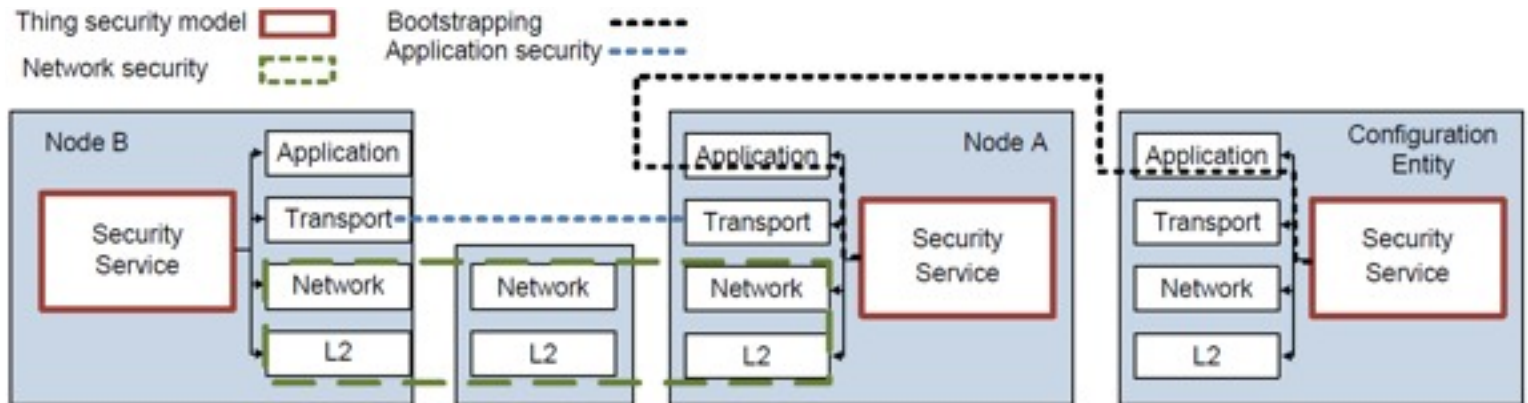 Thing security model
Bootstrapping
Application security
Network security
Node B
Application
Transport
Network
L2
Security
Service
Network
L2
Node A
Application
Transport
Network
L2
Security
Service
Configuration
Entity
Application
Transport
Network
L2
Security
Service